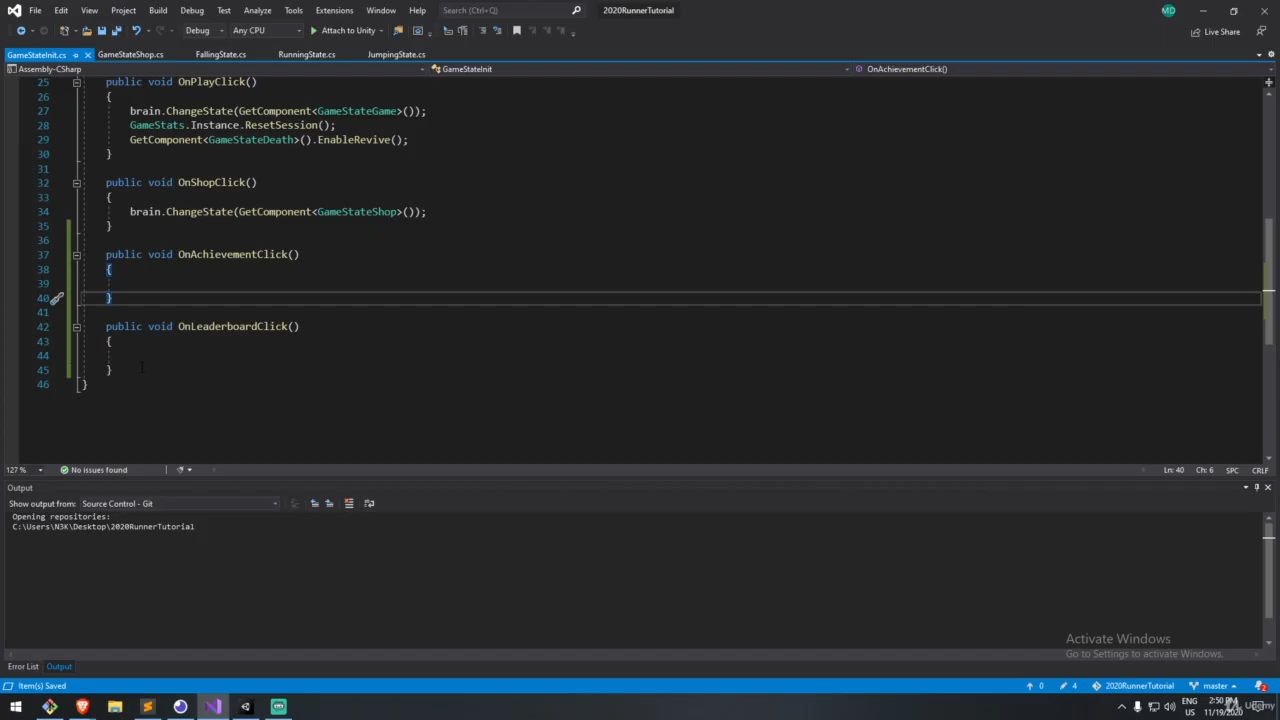 File Edit View Project Build Debug Test Analyze Tools Extensions Window Help Search (Ctrl+Q) 2020RunnerTutorial MD
Debug Any CPU Attach to Unity Live Share
GameStateInit.cs GameStateShop.cs FallingState.cs RunningState.cs JumpingState.cs
Assembly-CSharp GameStateInit OnAchievementClick()
25 public void OnPlayClick()
26 {
27 brain.ChangeState(GetComponent<GameStateGame>());
28 GameStats.Instance.ResetSession();
29 GetComponent<GameStateDeath>().EnableRevive();
30 }
31
32 public void OnShopClick()
33 {
34 brain.ChangeState(GetComponent<GameStateShop>());
35 }
36
37 public void OnAchievementClick()
38 {
39
40 }
41
42 public void OnLeaderboardClick()
43 {
44
45 }
46 }
127 % No issues found Ln: 40 Ch: 6 SPC CRLF
Output
Show output from: Source Control - Git
Opening repositories:
C:\Users\N3K\Desktop\2020RunnerTutorial
Activate Windows
Go to Settings to activate Windows.
Error List Output
Item(s) Saved 0 4 2020RunnerTutorial master 2
ENG 2:50 PM
US 11/19/2020
Udemy